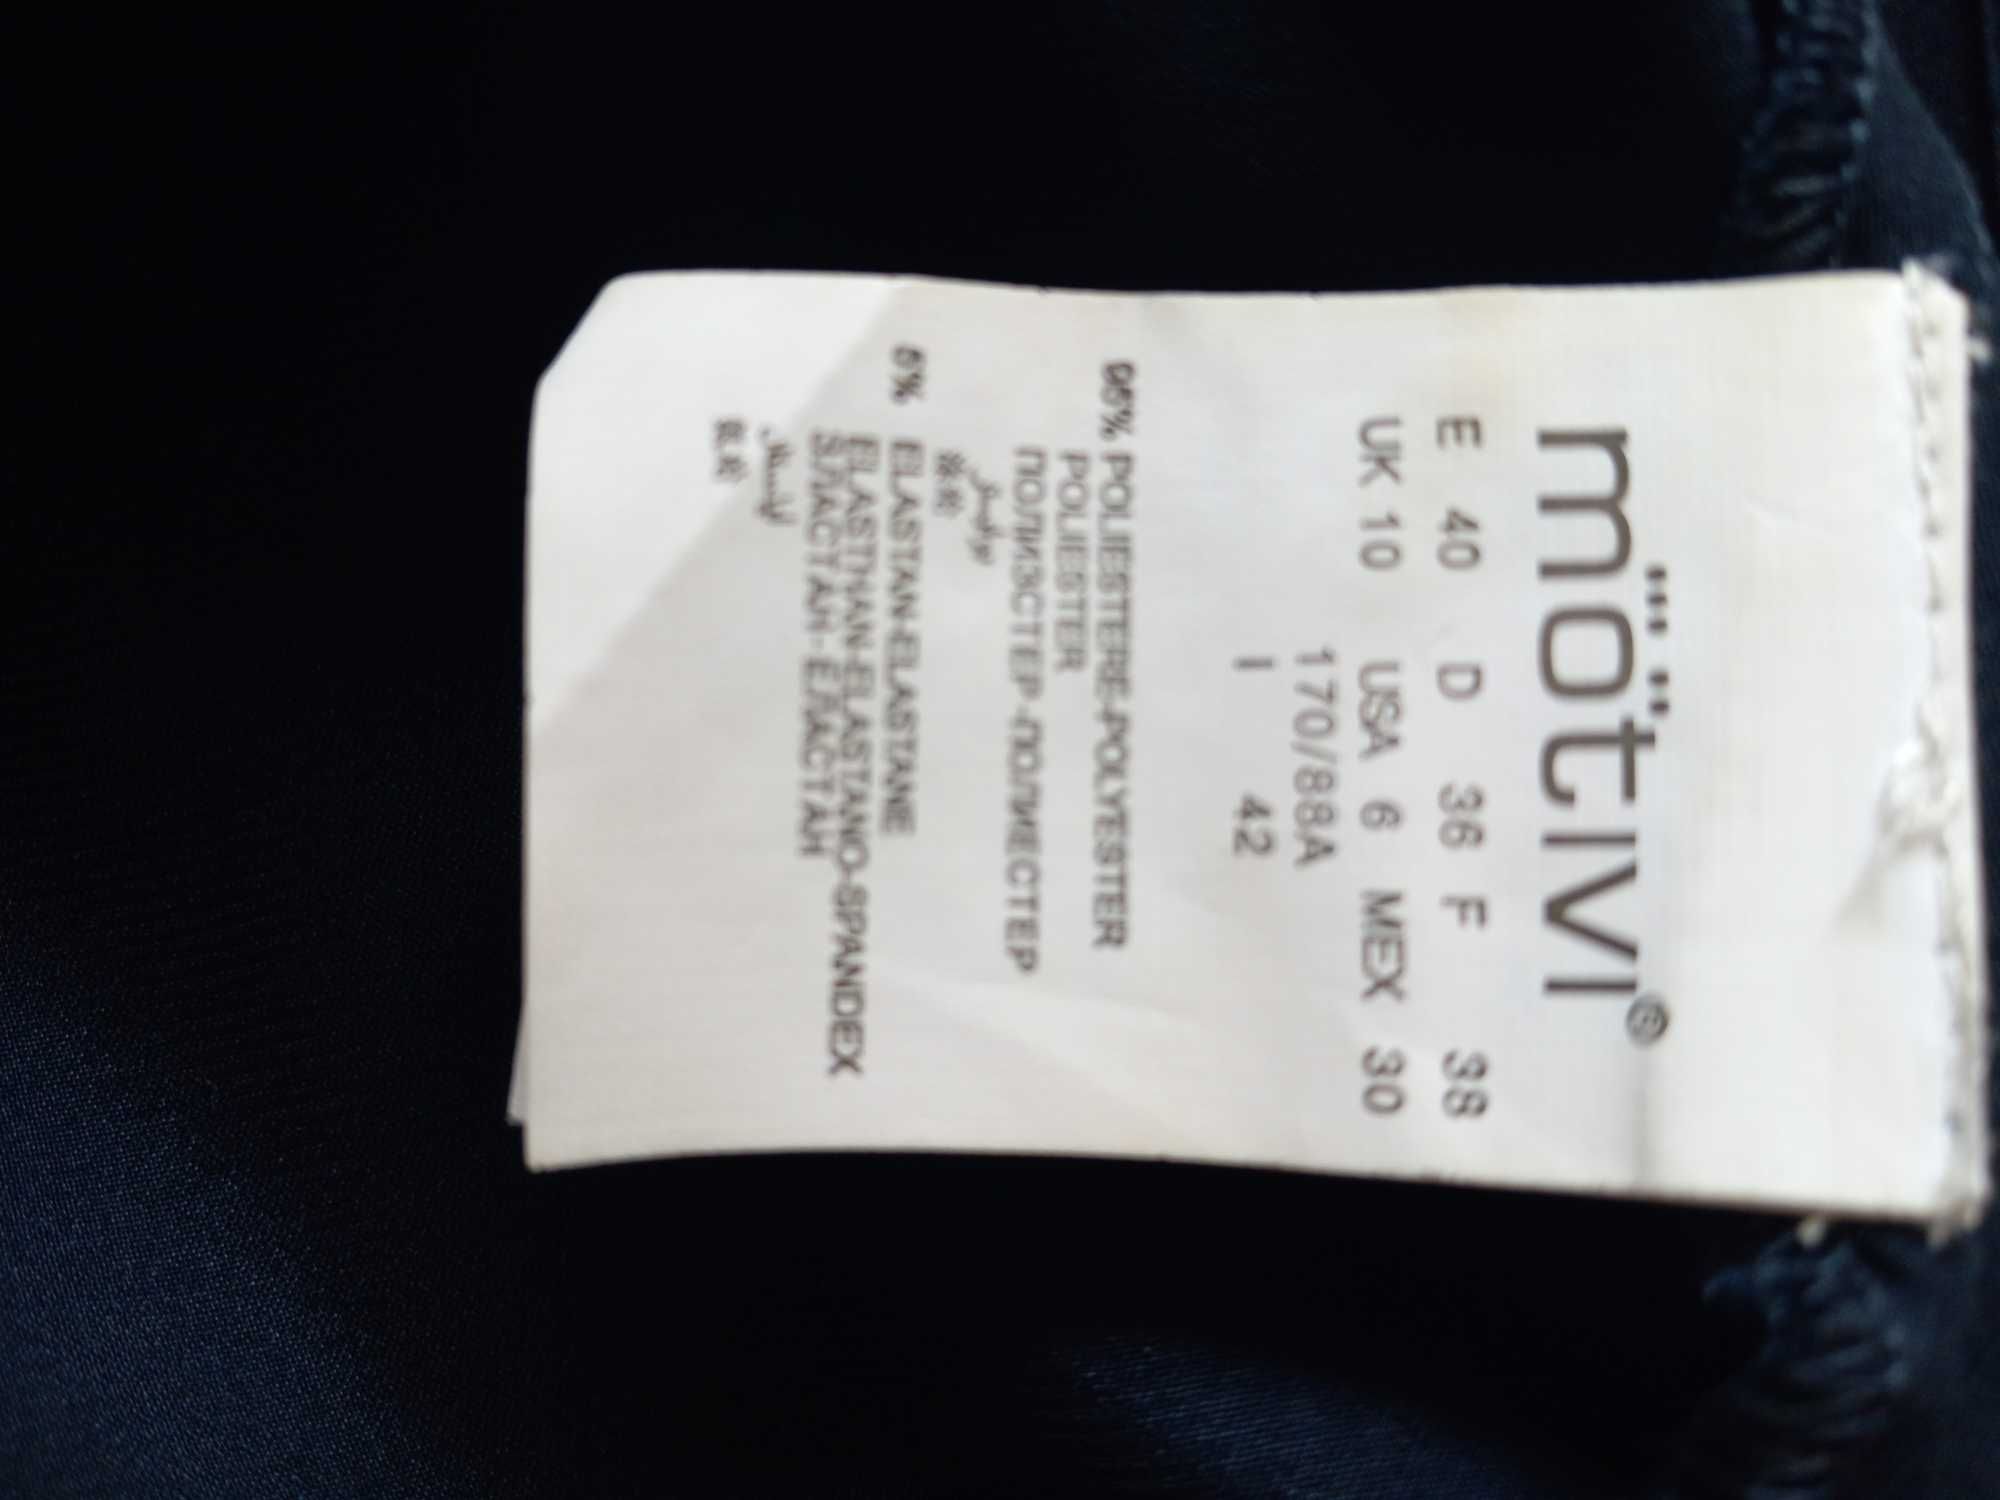 mötivi®
E 40 D 36 F 38
UK 10 USA 6 MEX 30
170/88A
I 42
95% POLIESTERE-POLYESTER
POLIESTER
ПОЛИЭСТЕР-ПОЛИЕСТЕР
5% ELASTAN-ELASTANE
ELASTHAN-ELASTANO-SPANDEX
ЭЛАСТАН-ЕЛАСТАН